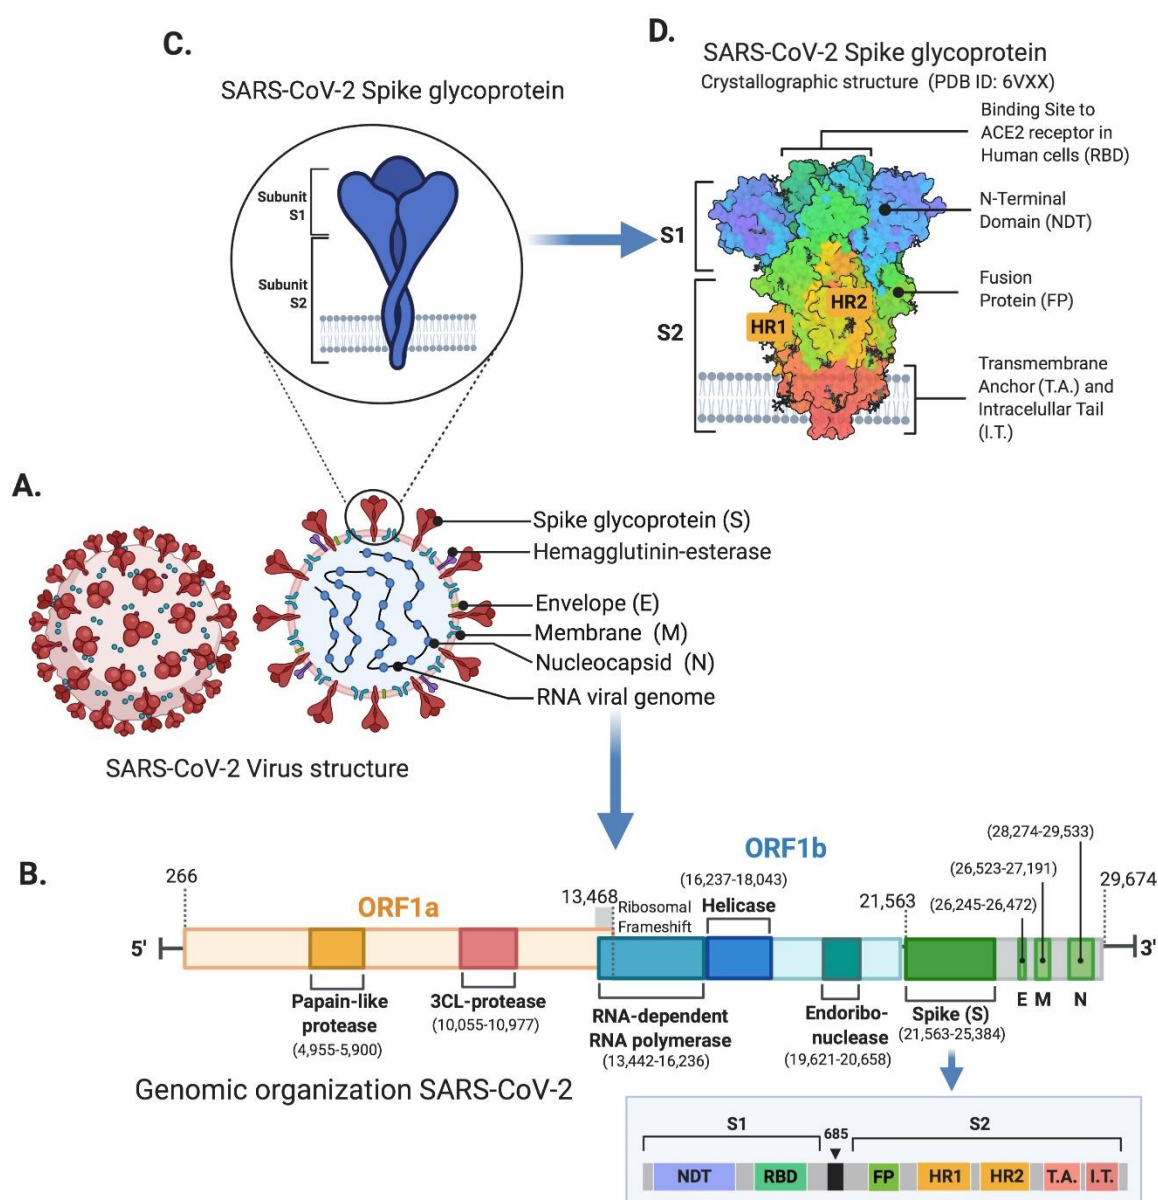 C.
SARS-CoV-2 Spike glycoprotein
Subunit
S1
Subunit
S2
D.
SARS-CoV-2 Spike glycoprotein
Crystallographic structure (PDB ID: 6VXX)
Binding Site to
ACE2 receptor in
Human cells (RBD)
N-Terminal
Domain (NDT)
S1
Fusion
Protein (FP)
HR2
HR1
S2
Transmembrane
Anchor (T.A.) and
Intracelullar Tail
(I.T.)
A.
Spike glycoprotein (S)
Hemagglutinin-esterase
Envelope (E)
Membrane (M)
Nucleocapsid (N)
RNA viral genome
SARS-CoV-2 Virus structure
B.
266
ORF1a
13,468
Ribosomal
Frameshift
ORF1b
(16,237-18,043)
Helicase
21,563
(28,274-29,533)
(26,523-27,191)
(26,245-26,472)
29,674
5'
3'
Papain-like
protease
(4,955-5,900)
3CL-protease
(10,055-10,977)
RNA-dependent
RNA polymerase
(13,442-16,236)
Endoribo-
nuclease
(19,621-20,658)
Spike (S)
(21,563-25,384)
E M N
Genomic organization SARS-CoV-2
S1
685
S2
NDT RBD FP HR1 HR2 T.A. I.T.